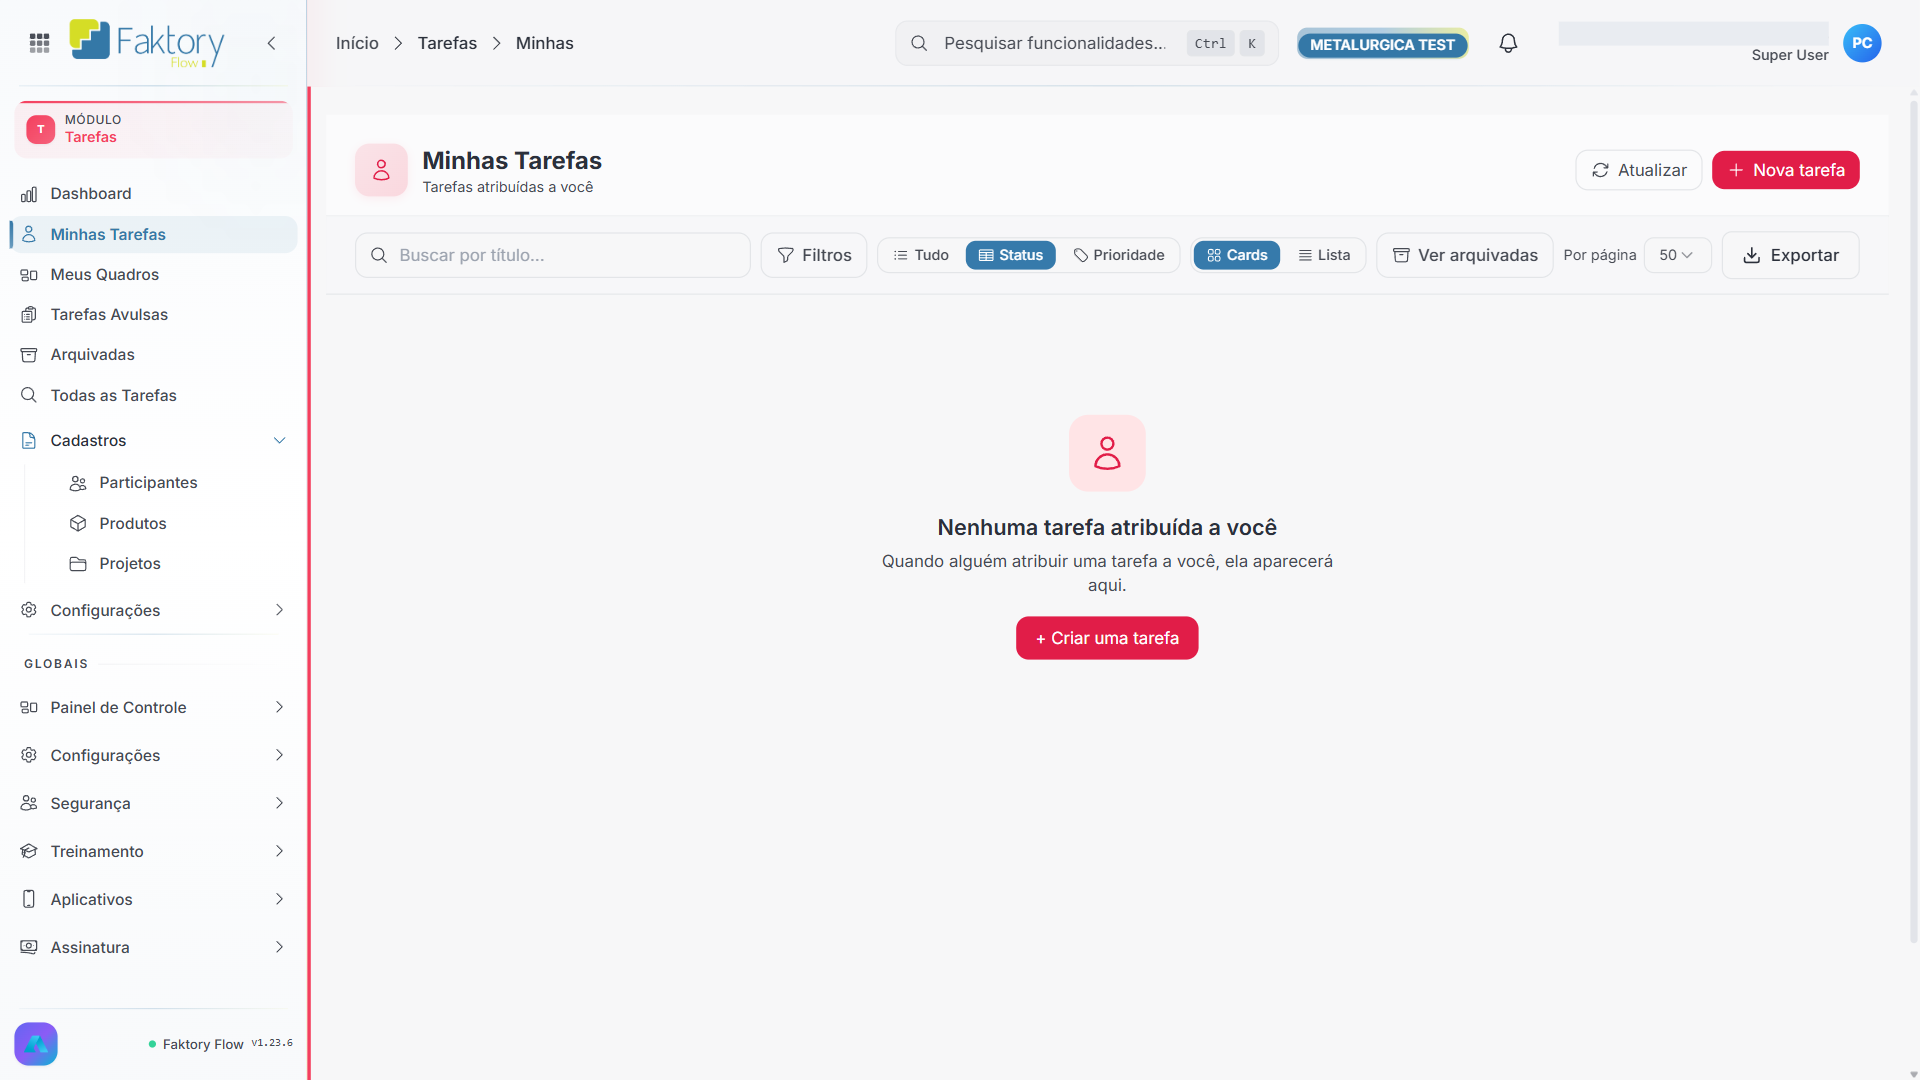 Faktory
Flow
Início > Tarefas > Minhas
Pesquisar funcionalidades...
Ctrl
K
METALURGICA TEST
Super User
PC
T
MÓDULO
Tarefas
Dashboard
Minhas Tarefas
Meus Quadros
Tarefas Avulsas
Arquivadas
Todas as Tarefas
Cadastros
Participantes
Produtos
Projetos
Configurações
GLOBAIS
Painel de Controle
Configurações
Segurança
Treinamento
Aplicativos
Assinatura
Faktory Flow v1.23.6
Minhas Tarefas
Tarefas atribuídas a você
Atualizar
+ Nova tarefa
Buscar por título...
Filtros
Tudo
Status
Prioridade
Cards
Lista
Ver arquivadas
Por página
50
Exportar
Nenhuma tarefa atribuída a você
Quando alguém atribuir uma tarefa a você, ela aparecerá
aqui.
+ Criar uma tarefa